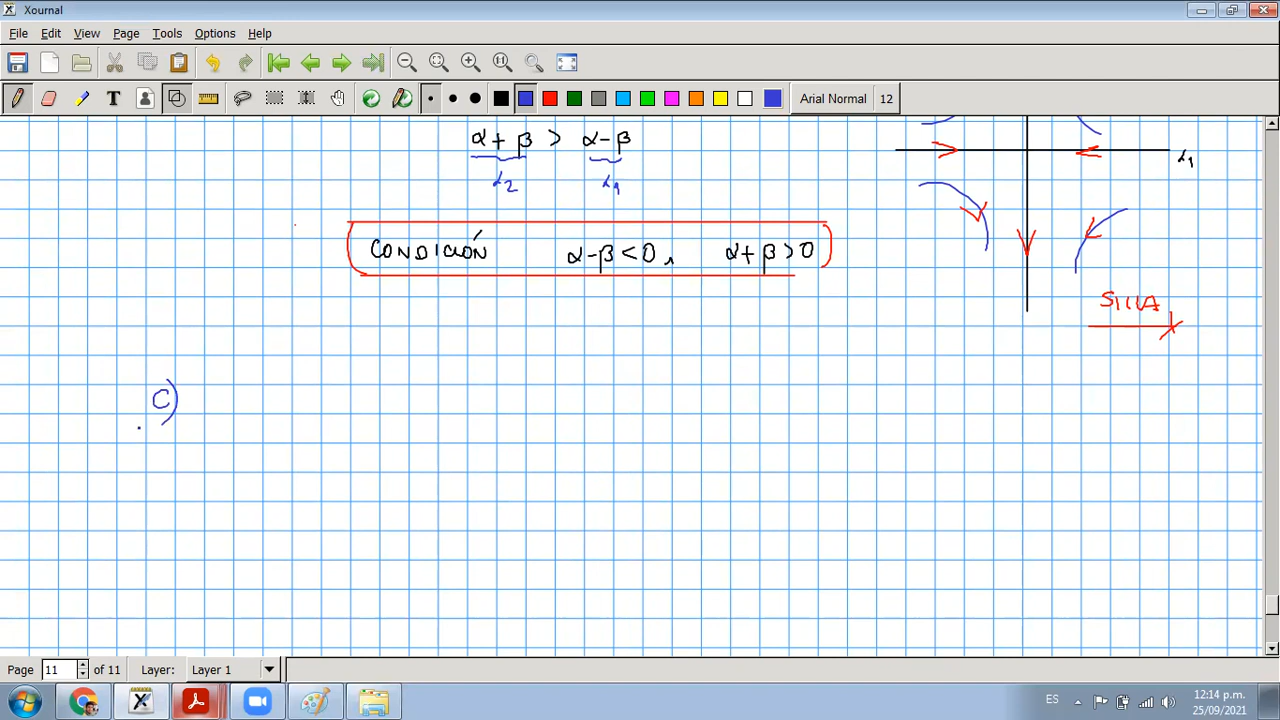 Xournal
File Edit View Page Tools Options Help
Arial Normal 12
α+β > α-β
λ2 λ1
λ1
CONDICIÓN α-β<0, α+β>0
SILLA
C)
Page 11 of 11 Layer: Layer 1
ES 12:14 p.m.
25/09/2021